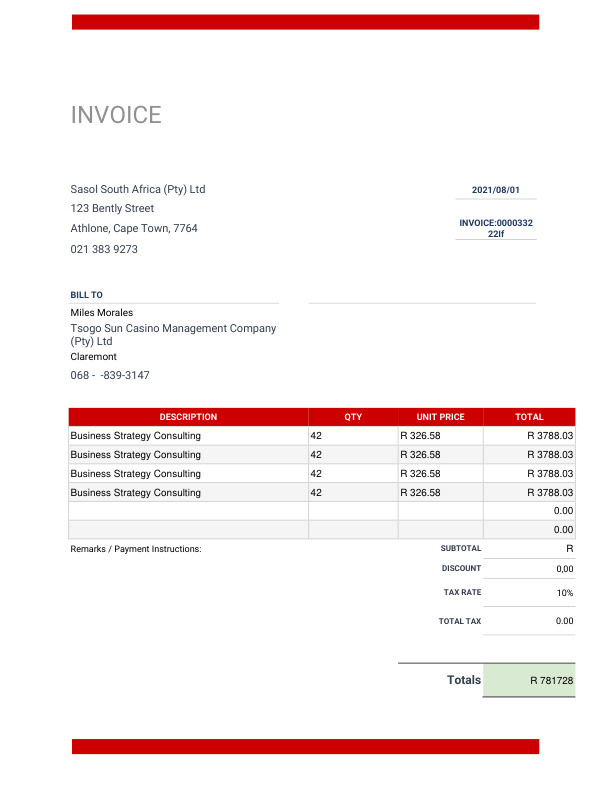 INVOICE
Sasol South Africa (Pty) Ltd
2021/08/01
123 Bently Street
Athlone, Cape Town, 7764
INVOICE:0000332
22lf
021 383 9273
BILL TO
Miles Morales
Tsogo Sun Casino Management Company
(Pty) Ltd
Claremont
068 - -839-3147
DESCRIPTION QTY UNIT PRICE TOTAL
Business Strategy Consulting 42 R 326.58 R 3788.03
Business Strategy Consulting 42 R 326.58 R 3788.03
Business Strategy Consulting 42 R 326.58 R 3788.03
Business Strategy Consulting 42 R 326.58 R 3788.03
0.00
0.00
Remarks / Payment Instructions: SUBTOTAL R
DISCOUNT 0,00
TAX RATE 10%
TOTAL TAX 0.00
Totals R 781728